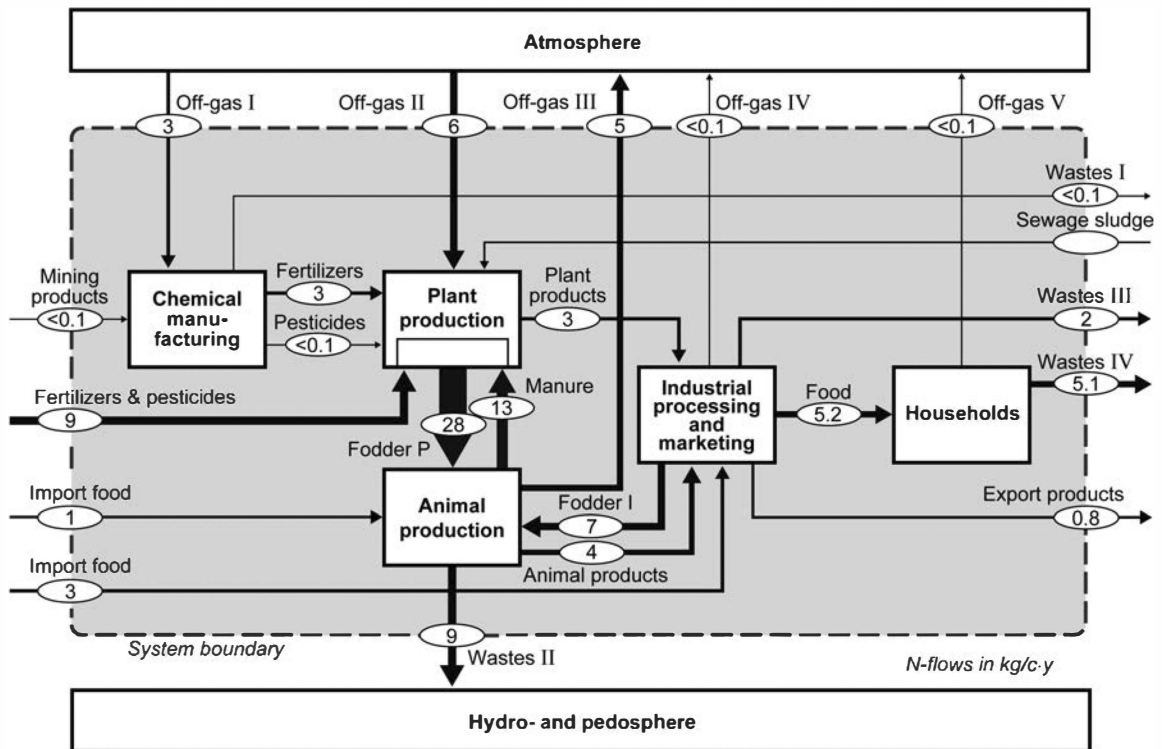 Atmosphere
Off-gas I
Off-gas II
Off-gas III
Off-gas IV
Off-gas V
3
6
5
<0.1
<0.1
Wastes I
<0.1
Sewage sludge
Mining
products
<0.1
Chemical
manu-
facturing
Fertilizers
3
Pesticides
<0.1
Plant
production
Plant
products
3
Wastes III
2
Wastes IV
5.1
Fertilizers & pesticides
9
Manure
13
28
Fodder P
Industrial
processing
and
marketing
Food
5.2
Households
Import food
1
Animal
production
Fodder I
7
4
Animal products
Export products
0.8
Import food
3
9
System boundary
Wastes II
N-flows in kg/c·y
Hydro- and pedosphere